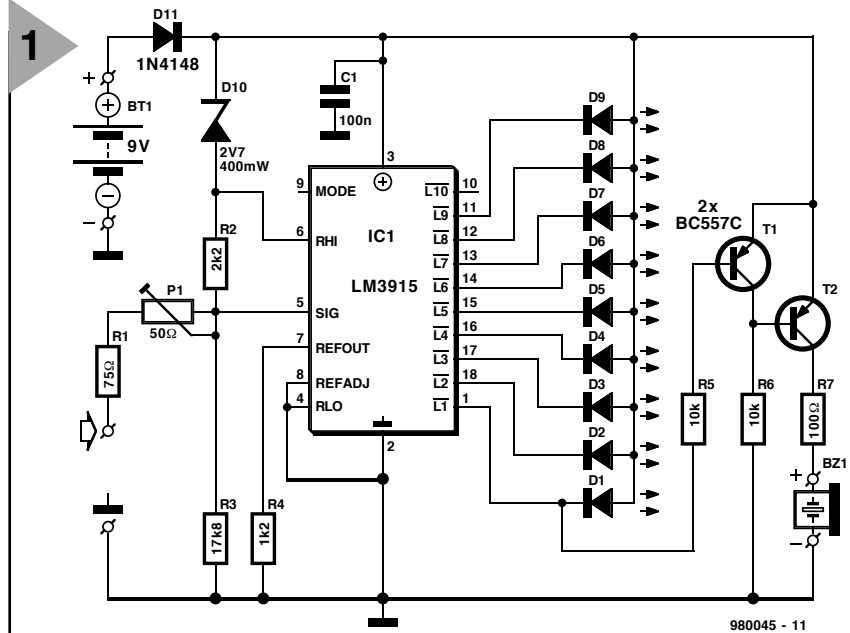 1
D11
1N4148
+
BT1
9V
–
D10
2V7
400mW
C1
100n
R2
2k2
P1
50Ω
R1
75Ω
R3
17k8
R4
1k2
3
9 MODE
6 RHI
5 SIG
7 REFOUT
8 REFADJ
4 RLO
2
IC1
LM3915
L10 10
L9 11
L8 12
L7 13
L6 14
L5 15
L4 16
L3 17
L2 18
L1 1
D9
D8
D7
D6
D5
D4
D3
D2
D1
2x
BC557C
T1
T2
R5
10k
R6
10k
R7
100Ω
+
BZ1
–
980045 - 11